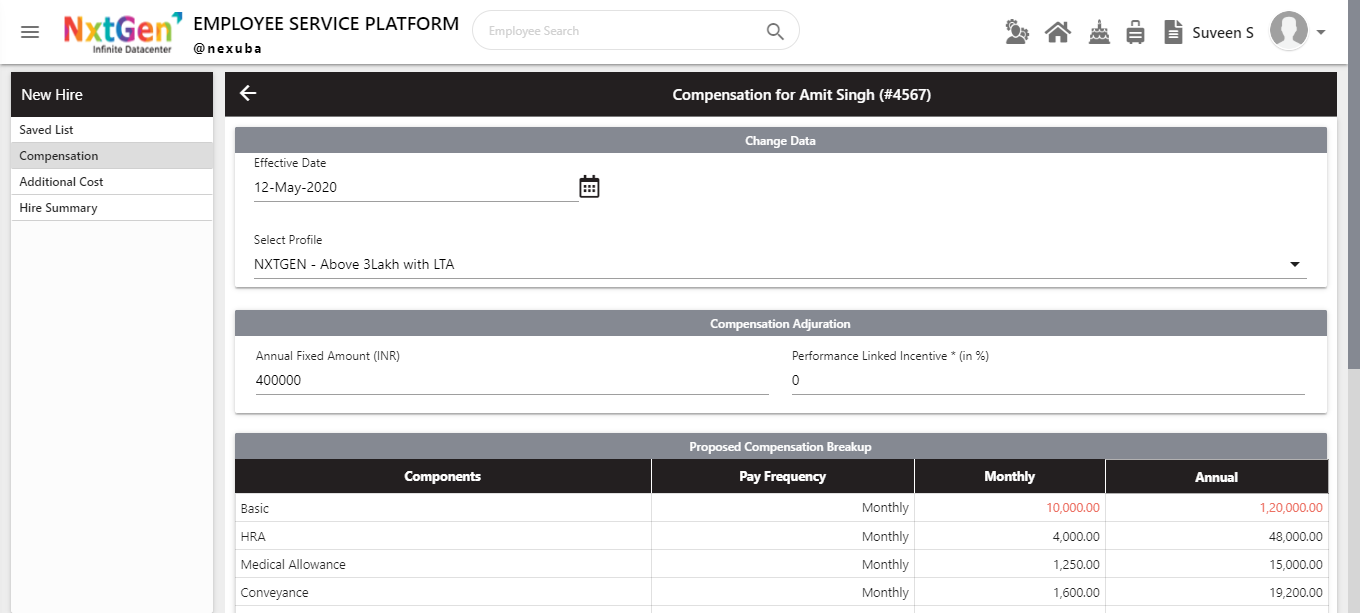 NxtGen
Infinite Datacenter
EMPLOYEE SERVICE PLATFORM
@nexuba
Employee Search
Suveen S
New Hire
Saved List
Compensation
Additional Cost
Hire Summary
Compensation for Amit Singh (#4567)
Change Data
Effective Date
12-May-2020
Select Profile
NXTGEN - Above 3Lakh with LTA
Compensation Adjuration
Annual Fixed Amount (INR) Performance Linked Incentive * (in %)
400000 0
Proposed Compensation Breakup
Components Pay Frequency Monthly Annual
Basic Monthly 10,000.00 1,20,000.00
HRA Monthly 4,000.00 48,000.00
Medical Allowance Monthly 1,250.00 15,000.00
Conveyance Monthly 1,600.00 19,200.00